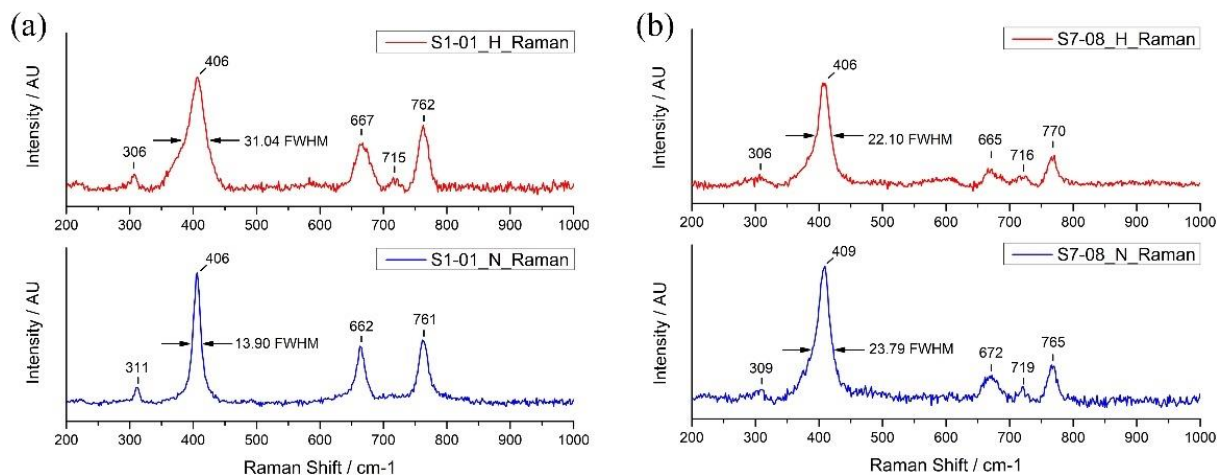 (a)
S1-01_H_Raman
406
31.04 FWHM
306
667
715
762
Intensity / AU
200 300 400 500 600 700 800 900 1000
S1-01_N_Raman
406
13.90 FWHM
311
662
761
Intensity / AU
200 300 400 500 600 700 800 900 1000
Raman Shift / cm-1
(b)
S7-08_H_Raman
406
22.10 FWHM
306
665
716
770
Intensity / AU
200 300 400 500 600 700 800 900 1000
S7-08_N_Raman
409
23.79 FWHM
309
672
719
765
Intensity / AU
200 300 400 500 600 700 800 900 1000
Raman Shift / cm-1